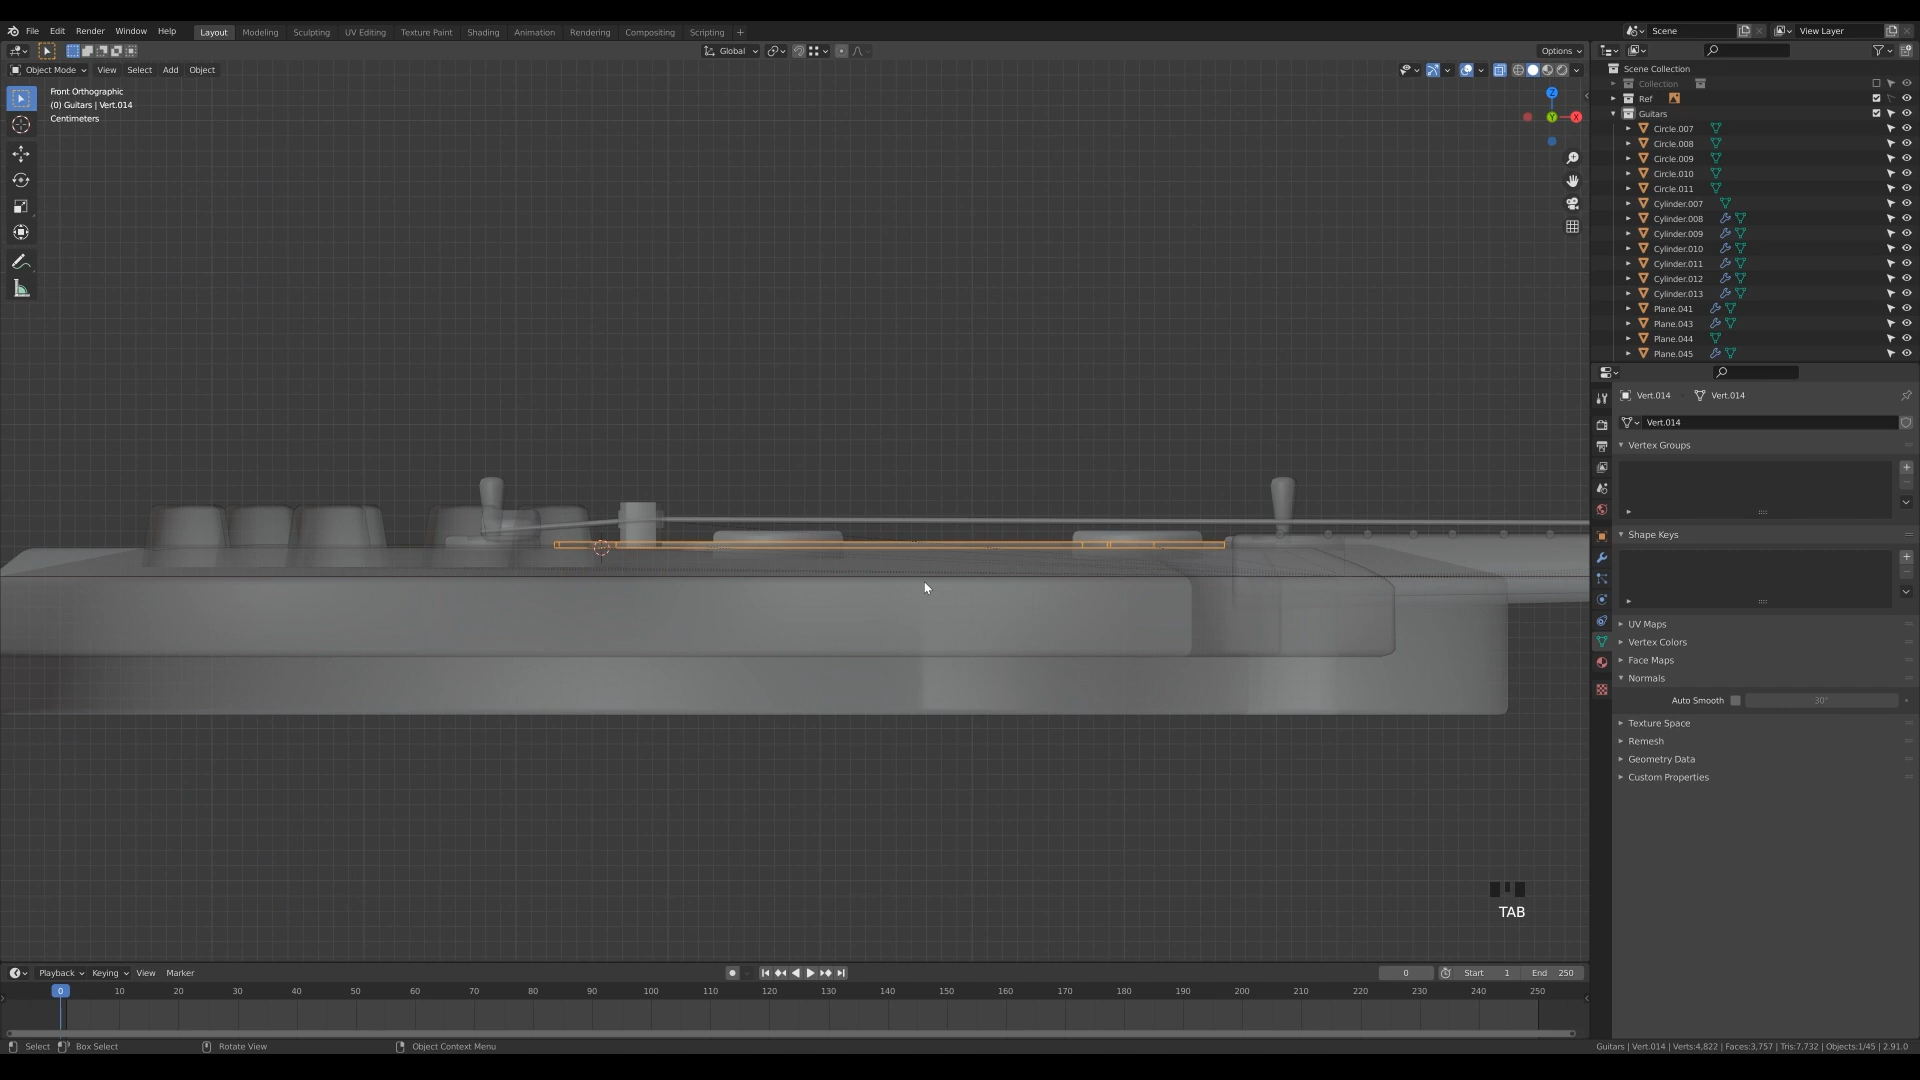 File Edit Render Window Help Layout Modeling Sculpting UV Editing Texture Paint Shading Animation Rendering Compositing Scripting + Scene View Layer
Global Options
Object Mode View Select Add Object
Front Orthographic
(0) Guitars | Vert.014
Centimeters
Z
Y X
Scene Collection
Collection
Ref
Guitars
Circle.007
Circle.008
Circle.009
Circle.010
Circle.011
Cylinder.007
Cylinder.008
Cylinder.009
Cylinder.010
Cylinder.011
Cylinder.012
Cylinder.013
Plane.041
Plane.043
Plane.044
Plane.045
Vert.014 Vert.014
Vert.014
Vertex Groups
Shape Keys
UV Maps
Vertex Colors
Face Maps
Normals
Auto Smooth 30°
Texture Space
Remesh
Geometry Data
Custom Properties
TAB
Playback Keying View Marker 0 Start 1 End 250
0 10 20 30 40 50 60 70 80 90 100 110 120 130 140 150 160 170 180 190 200 210 220 230 240 250
Select Box Select Rotate View Object Context Menu Guitars | Vert.014 | Verts:4,822 | Faces:3,757 | Tris:7,732 | Objects:1/45 | 2.91.0